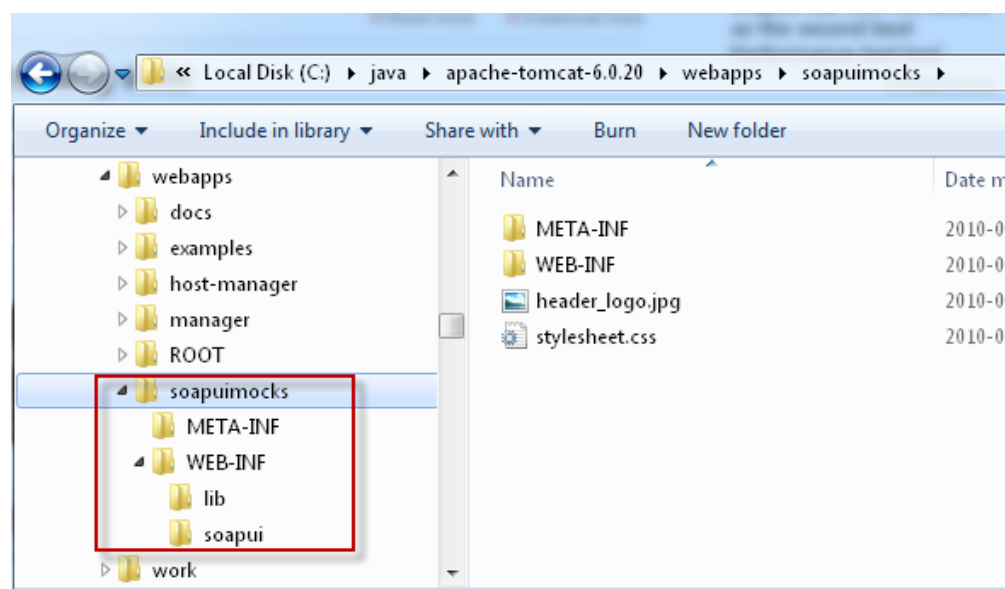 « Local Disk (C:) ▸ java ▸ apache-tomcat-6.0.20 ▸ webapps ▸ soapuimocks ▸
Organize Include in library Share with Burn New folder
webapps
docs
examples
host-manager
manager
ROOT
soapuimocks
META-INF
WEB-INF
lib
soapui
work
Name Date m
META-INF 2010-0
WEB-INF 2010-0
header_logo.jpg 2010-0
stylesheet.css 2010-0